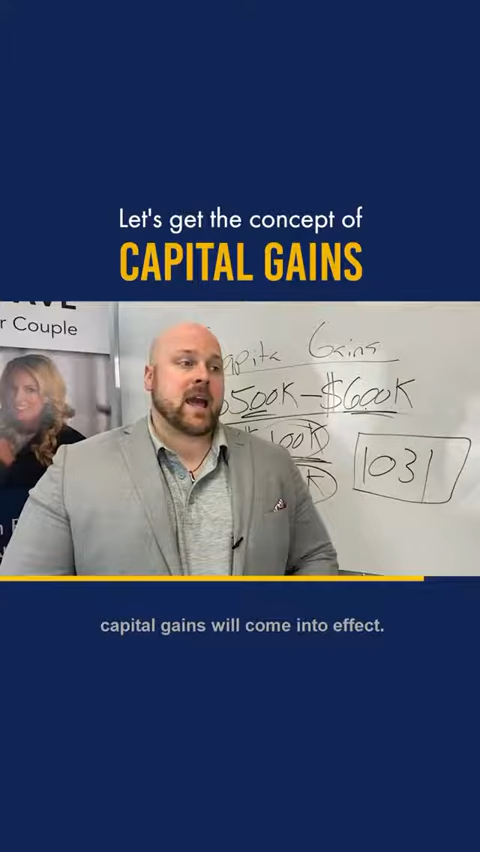 Let's get the concept of
CAPITAL GAINS
r Couple
Gains
$500K-$600K
$100K
1031
capital gains will come into effect.